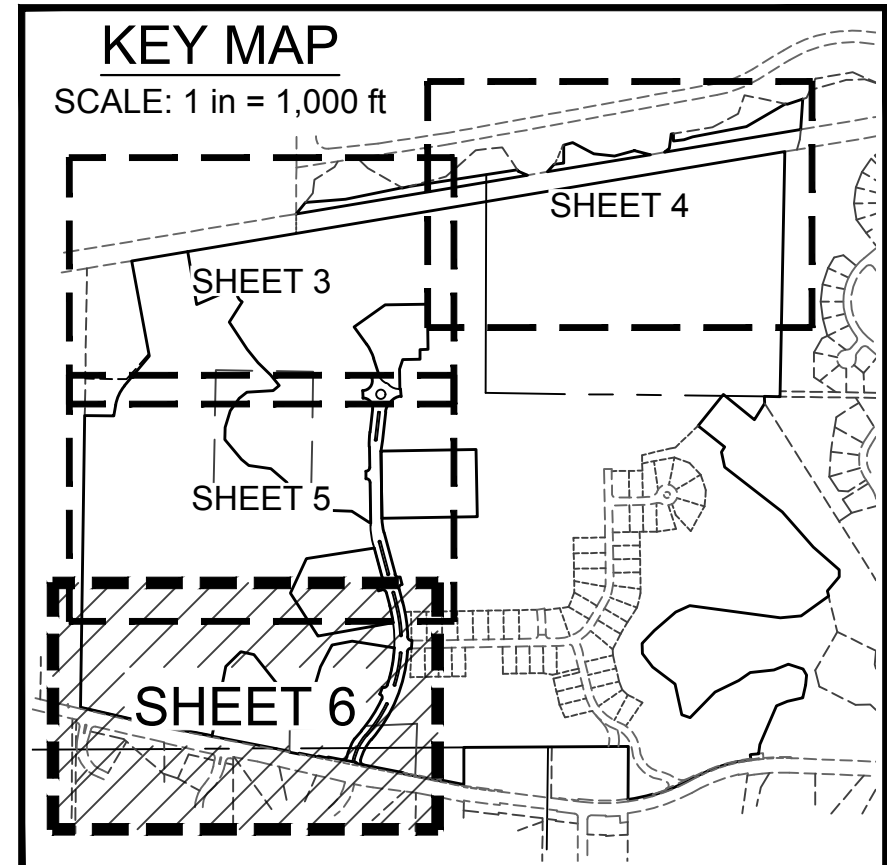 KEY MAP
SCALE: 1 in = 1,000 ft
SHEET 4
SHEET 3
SHEET 5
SHEET 6